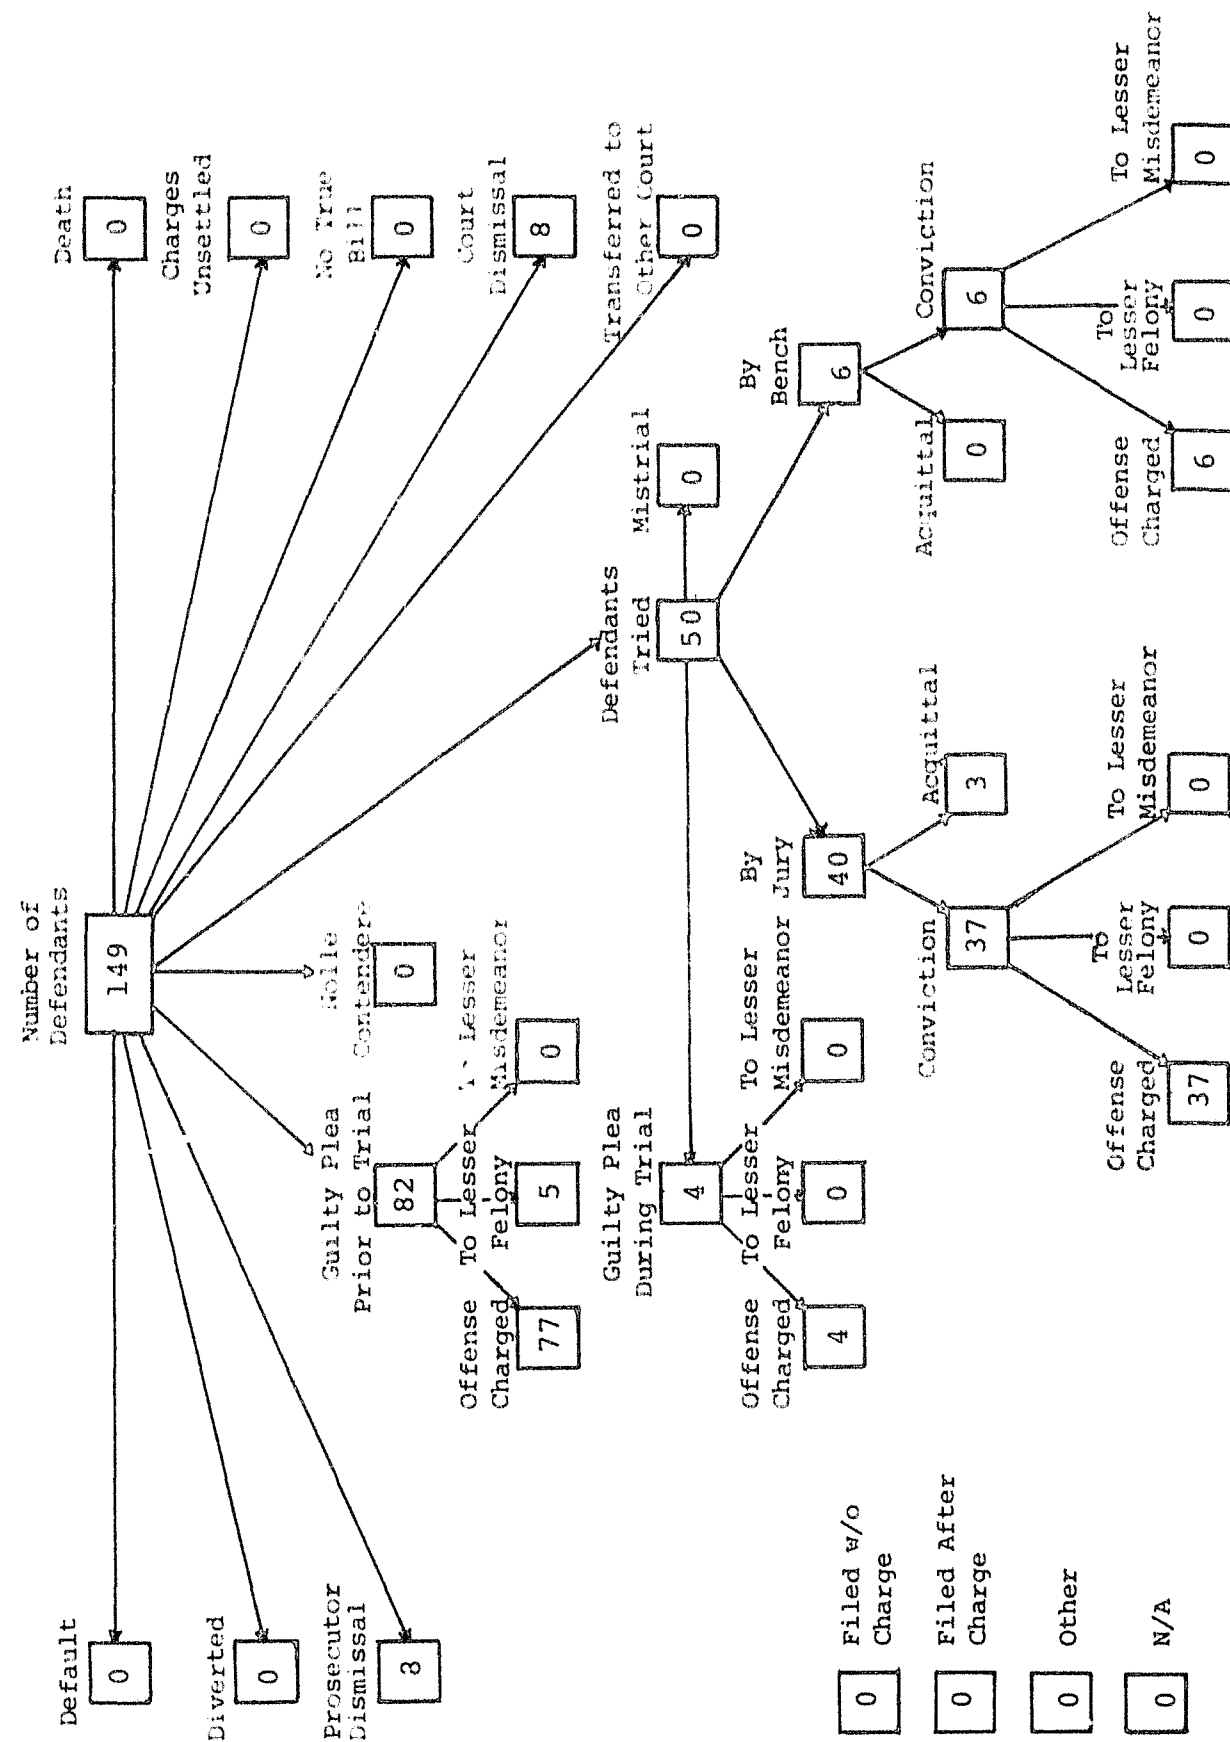 Number of
Defendants
149
Default
0
Diverted
0
Prosecutor
Dismissal
Death
0
Charges
Unsettled
0
No True
Bill
0
Court
Dismissal
8
Transferred to
Other Court
0
Guilty Plea
Prior to Trial
82
Nolle
Contendere
0
Offense
Charged
77
To Lesser
Felony
5
Lesser
Misdemeanor
0
Defendants
Tried
50
Mistrial
0
Guilty Plea
During Trial
4
Offense
Charged
4
To Lesser
Felony
0
To Lesser
Misdemeanor
0
By
Jury
40
By
Bench
6
Conviction
37
Acquittal
3
Acquittal
0
Conviction
6
Offense
Charged
37
To
Lesser
Felony
0
To Lesser
Misdemeanor
0
Offense
Charged
6
To
Lesser
Felony
0
To Lesser
Misdemeanor
0
0 Filed w/o
Charge
0 Filed After
Charge
0 Other
0 N/A